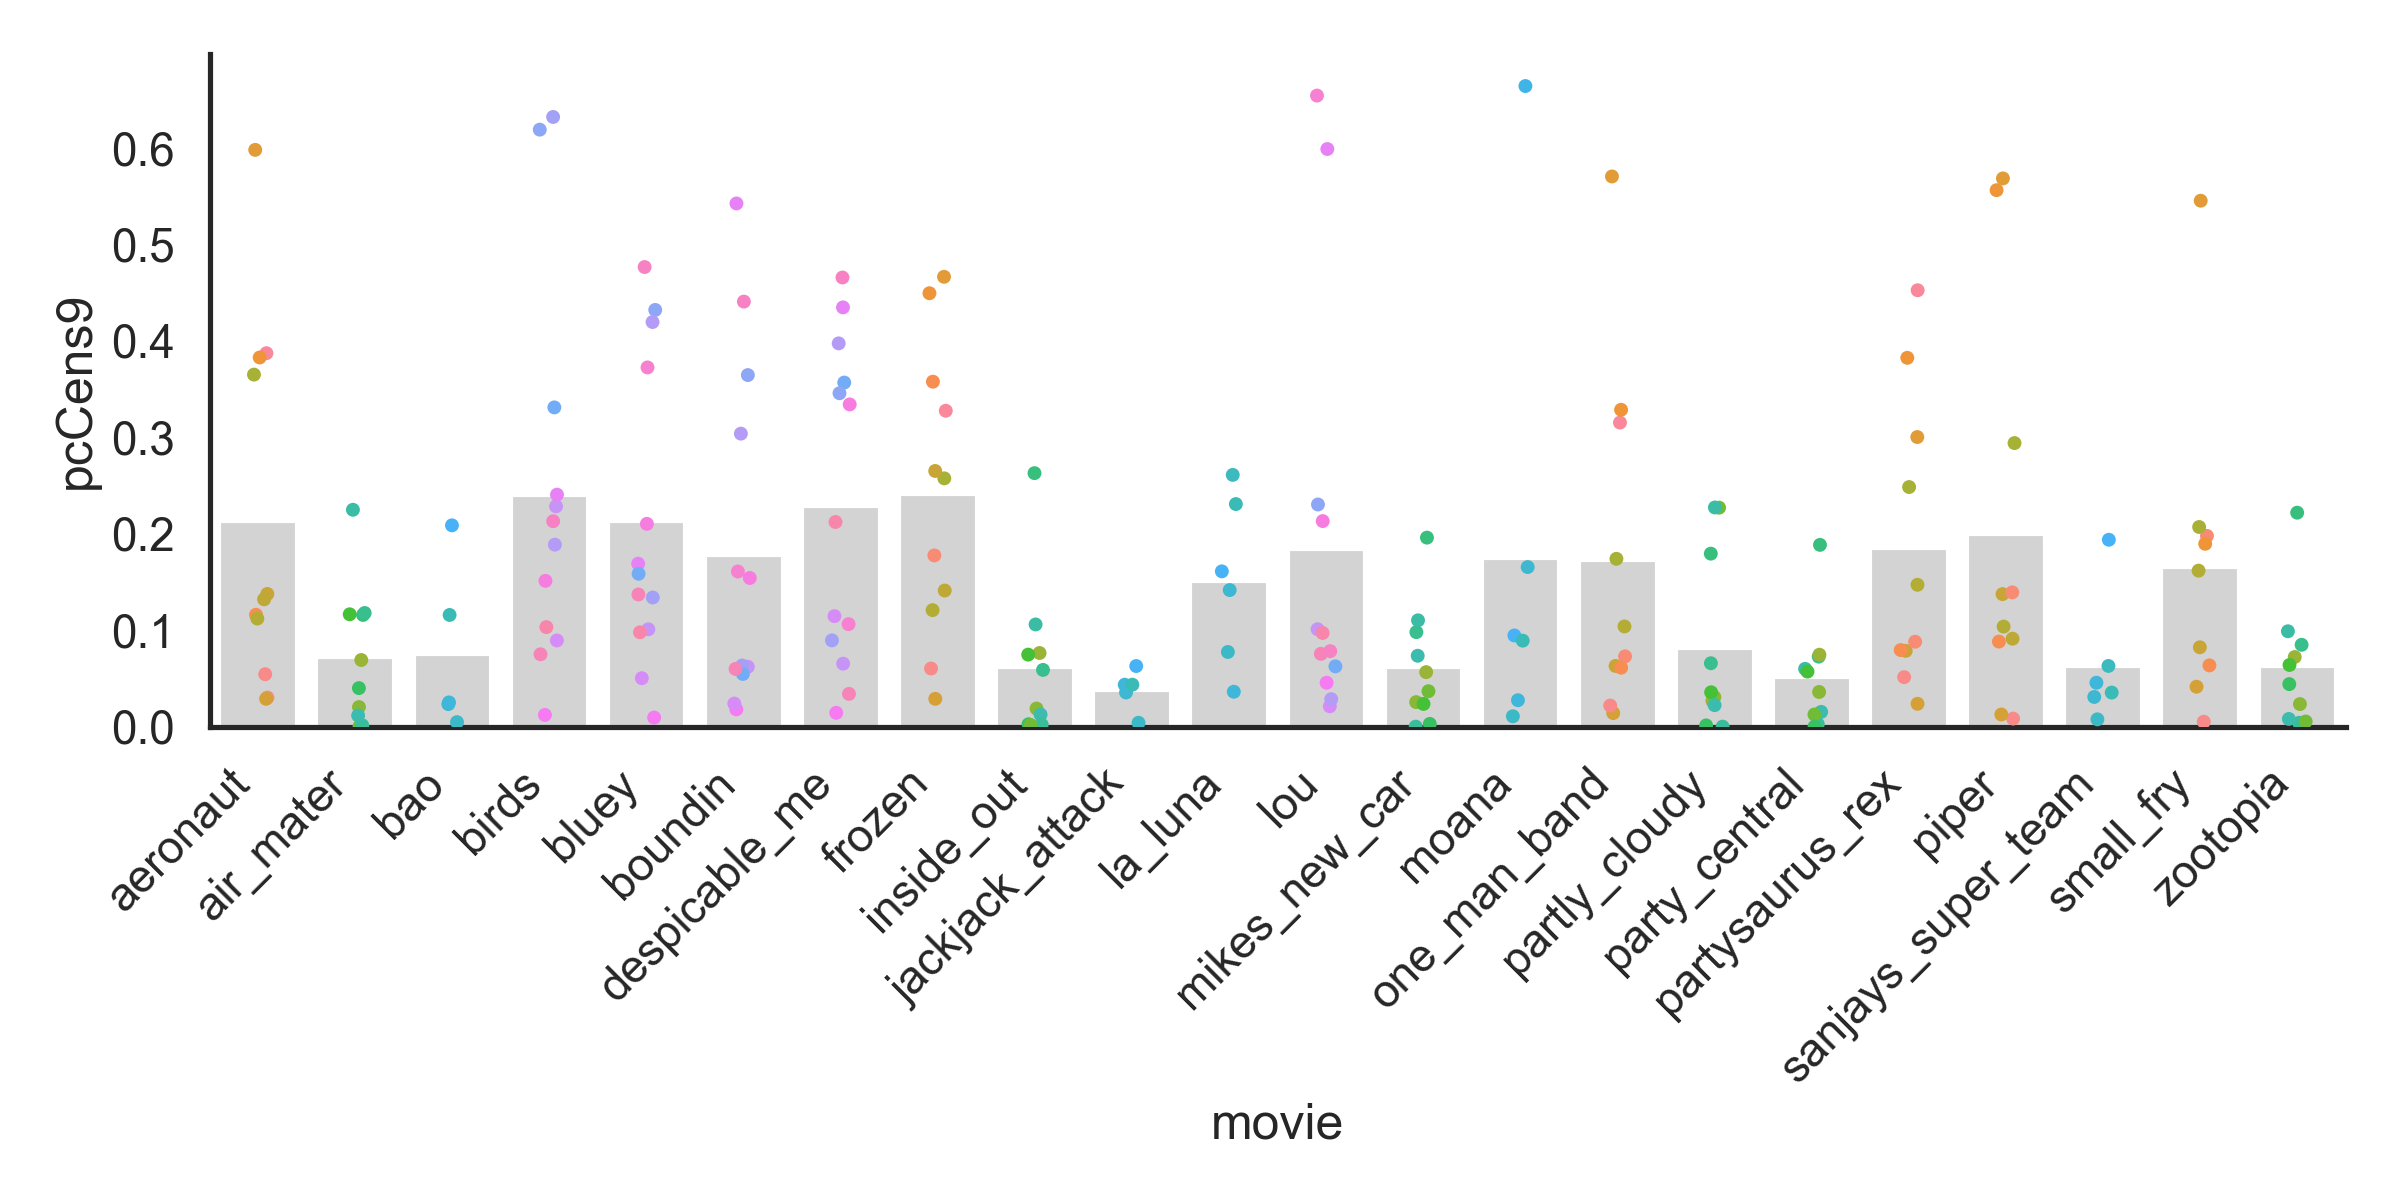 pcCens9
0.6
0.5
0.4
0.3
0.2
0.1
0.0
aeronaut
air_mater
bao
birds
bluey
boundin
despicable_me
frozen
inside_out
jackjack_attack
la_luna
lou
mikes_new_car
moana
one_man_band
partly_cloudy
party_central
partysaurus_rex
piper
sanjays_super_team
small_fry
zootopia
movie